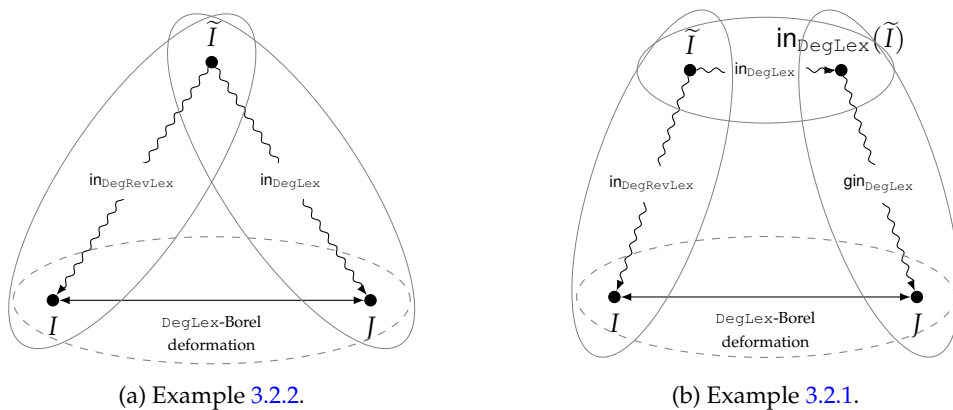 Ĩ
in_DegRevLex
in_DegLex
I
J
DegLex-Borel
deformation
(a) Example 3.2.2.
Ĩ
in_DegLex(Ĩ)
in_DegLex
in_DegRevLex
gin_DegLex
I
J
DegLex-Borel
deformation
(b) Example 3.2.1.